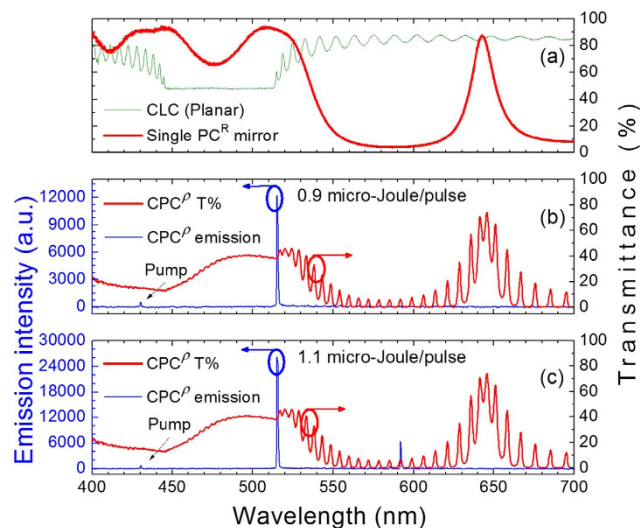 100
80
60
40
20
0
(a)
CLC (Planar)
Single PC^R mirror
12000
9000
6000
3000
0
100
80
60
40
20
0
CPC^ρ T%
CPC^ρ emission
0.9 micro-Joule/pulse
(b)
Pump
30000
24000
18000
12000
6000
0
100
80
60
40
20
0
CPC^ρ T%
CPC^ρ emission
1.1 micro-Joule/pulse
(c)
Pump
400 450 500 550 600 650 700
Wavelength (nm)
Emission intensity (a.u.)
Transmittance (%)